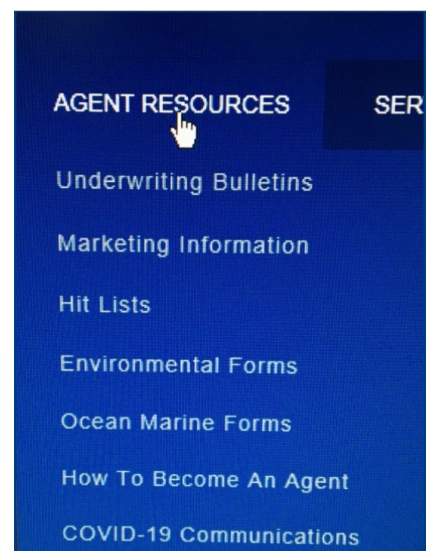 AGENT RESOURCES SER
Underwriting Bulletins
Marketing Information
Hit Lists
Environmental Forms
Ocean Marine Forms
How To Become An Agent
COVID-19 Communications